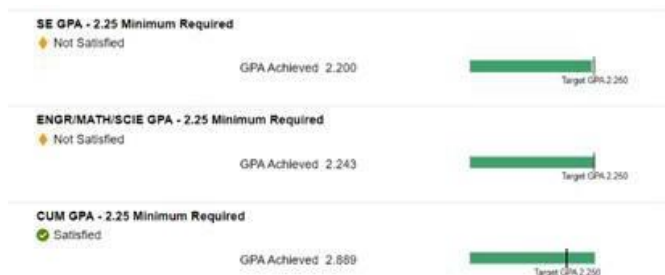 SE GPA - 2.25 Minimum Required
Not Satisfied
GPA Achieved 2.200
Target GPA 2.250
ENGR/MATH/SCIE GPA - 2.25 Minimum Required
Not Satisfied
GPA Achieved 2.243
Target GPA 2.250
CUM GPA - 2.25 Minimum Required
Satisfied
GPA Achieved 2.889
Target GPA 2.250